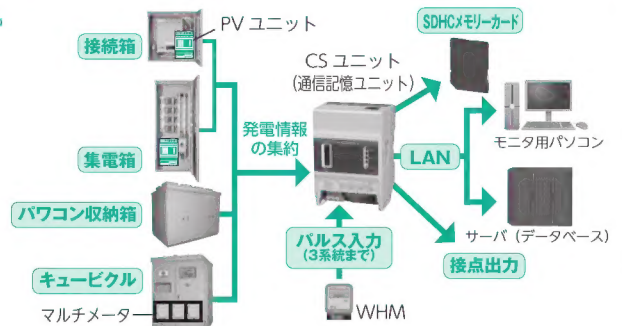 接続箱
PV ユニット
集電箱
パワコン収納箱
キュービクル
マルチメーター
発電情報
の集約
CS ユニット
(通信記憶ユニット)
パルス入力
(3系統まで)
WHM
SDHCメモリーカード
LAN
モニタ用パソコン
サーバ (データベース)
接点出力